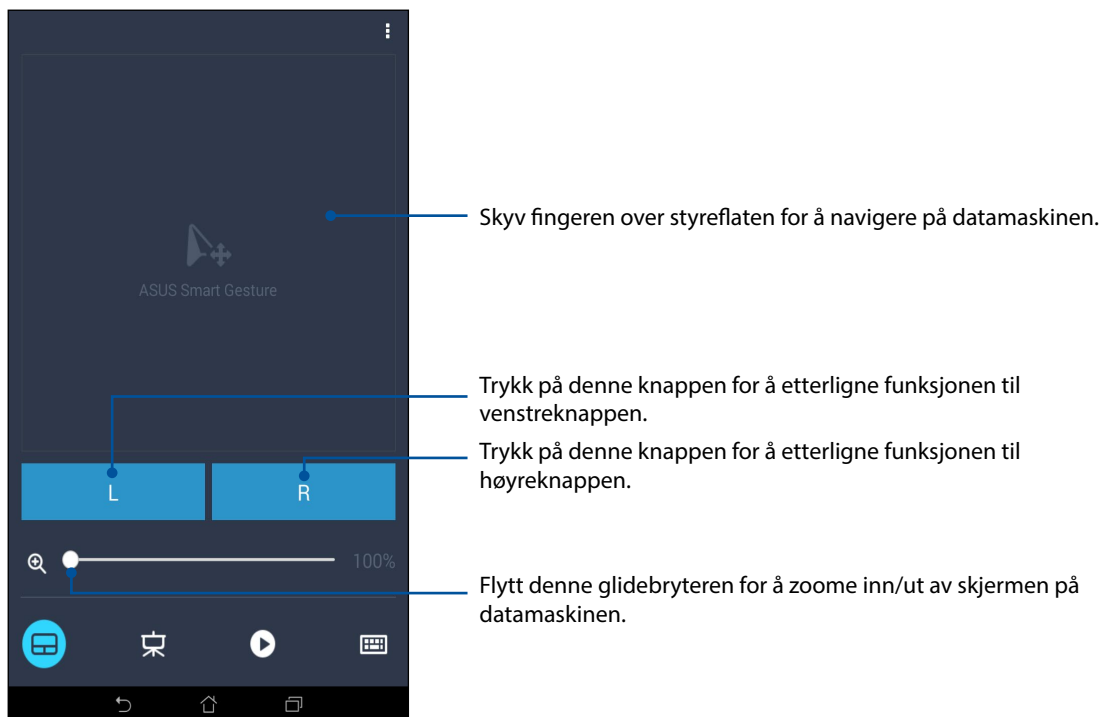 Skyv fingeren over styreflaten for å navigere på datamaskinen.
ASUS Smart Gesture
Trykk på denne knappen for å etterligne funksjonen til
venstreknappen.
Trykk på denne knappen for å etterligne funksjonen til
høyreknappen.
L
R
100%
Flytt denne glidebryteren for å zoome inn/ut av skjermen på
datamaskinen.